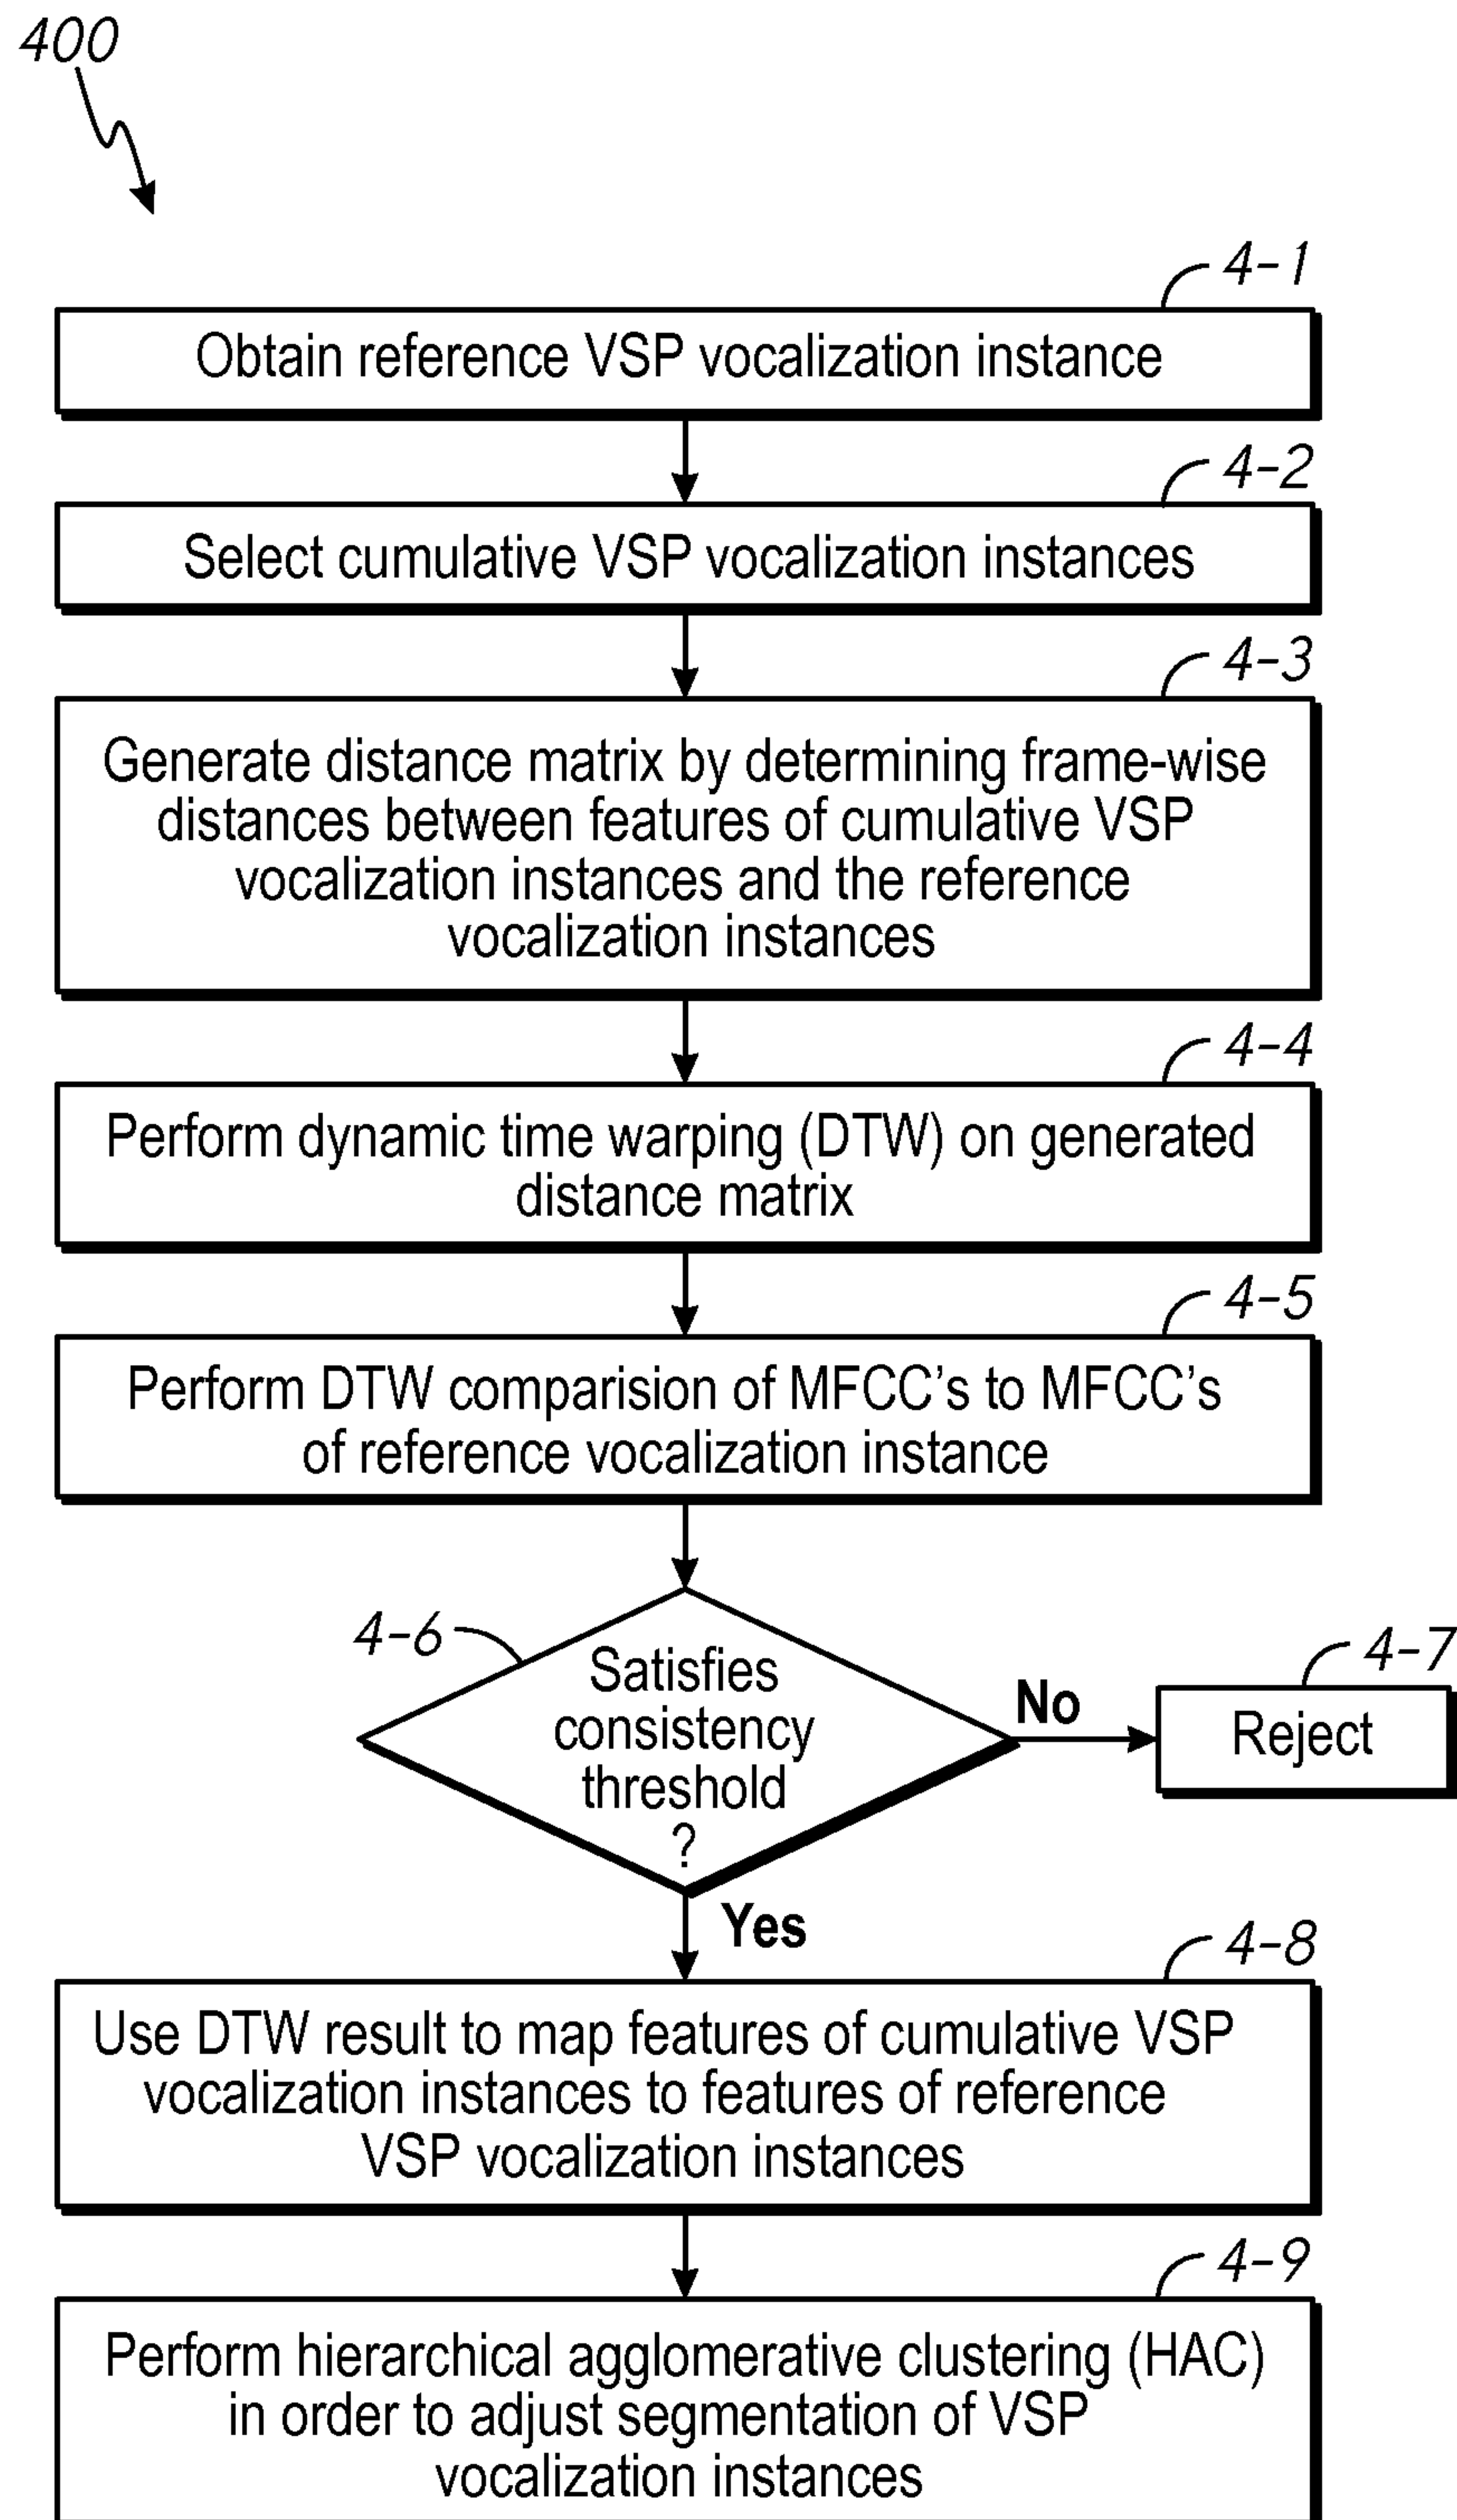 400
4-1
Obtain reference VSP vocalization instance
4-2
Select cumulative VSP vocalization instances
4-3
Generate distance matrix by determining frame-wise
distances between features of cumulative VSP
vocalization instances and the reference
vocalization instances
4-4
Perform dynamic time warping (DTW) on generated
distance matrix
4-5
Perform DTW comparision of MFCC's to MFCC's
of reference vocalization instance
4-6
Satisfies
consistency
threshold
?
No
4-7
Reject
Yes
4-8
Use DTW result to map features of cumulative VSP
vocalization instances to features of reference
VSP vocalization instances
4-9
Perform hierarchical agglomerative clustering (HAC)
in order to adjust segmentation of VSP
vocalization instances